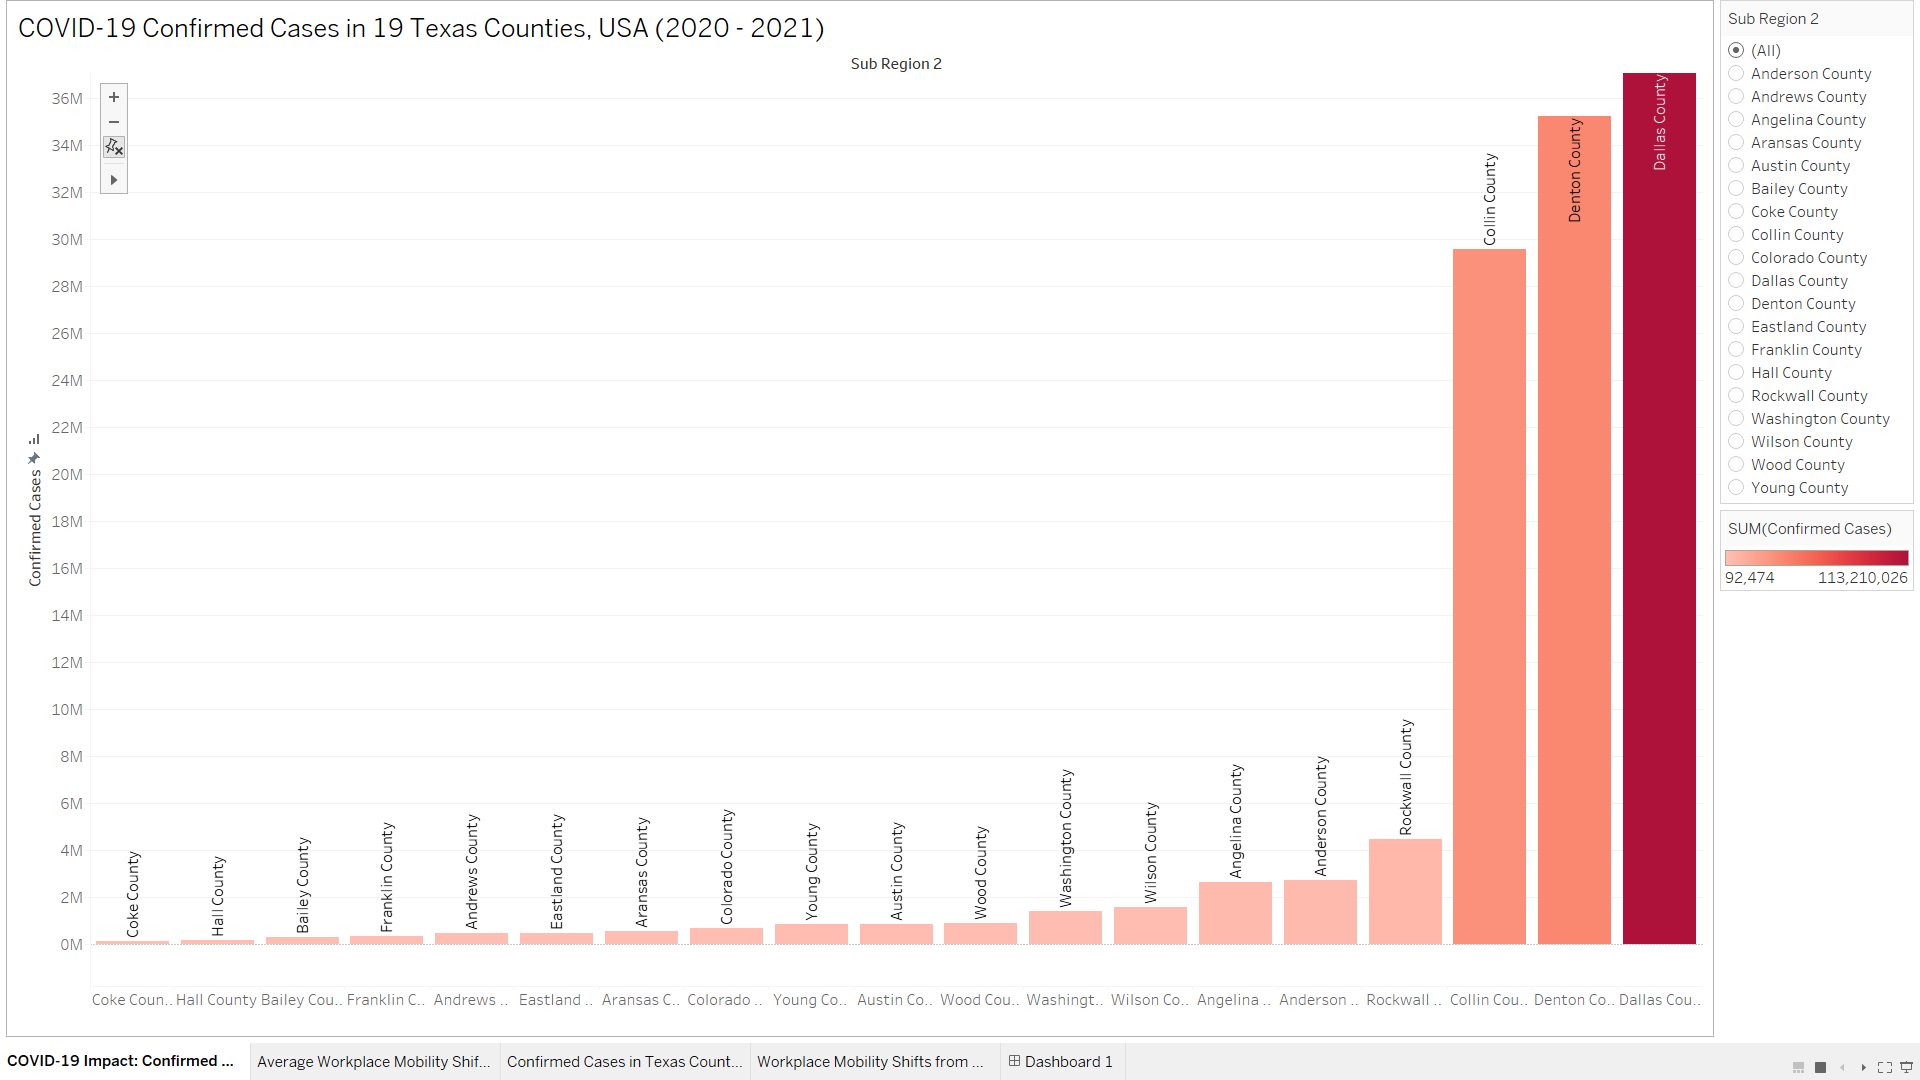 COVID-19 Confirmed Cases in 19 Texas Counties, USA (2020 - 2021)
Sub Region 2
36M
34M
32M
30M
28M
26M
24M
22M
20M
18M
16M
14M
12M
10M
8M
6M
4M
2M
0M
Confirmed Cases
Coke County
Hall County
Bailey County
Franklin County
Andrews County
Eastland County
Aransas County
Colorado County
Young County
Austin County
Wood County
Washington County
Wilson County
Angelina County
Anderson County
Rockwall County
Collin County
Denton County
Dallas County
Coke Coun.. Hall County Bailey Cou.. Franklin C.. Andrews .. Eastland .. Aransas C.. Colorado .. Young Co.. Austin Co.. Wood Cou.. Washingt.. Wilson Co.. Angelina .. Anderson .. Rockwall .. Collin Cou.. Denton Co.. Dallas Cou..
Sub Region 2
(All)
Anderson County
Andrews County
Angelina County
Aransas County
Austin County
Bailey County
Coke County
Collin County
Colorado County
Dallas County
Denton County
Eastland County
Franklin County
Hall County
Rockwall County
Washington County
Wilson County
Wood County
Young County
SUM(Confirmed Cases)
92,474 113,210,026
COVID-19 Impact: Confirmed ... Average Workplace Mobility Shif... Confirmed Cases in Texas Count... Workplace Mobility Shifts from ... Dashboard 1